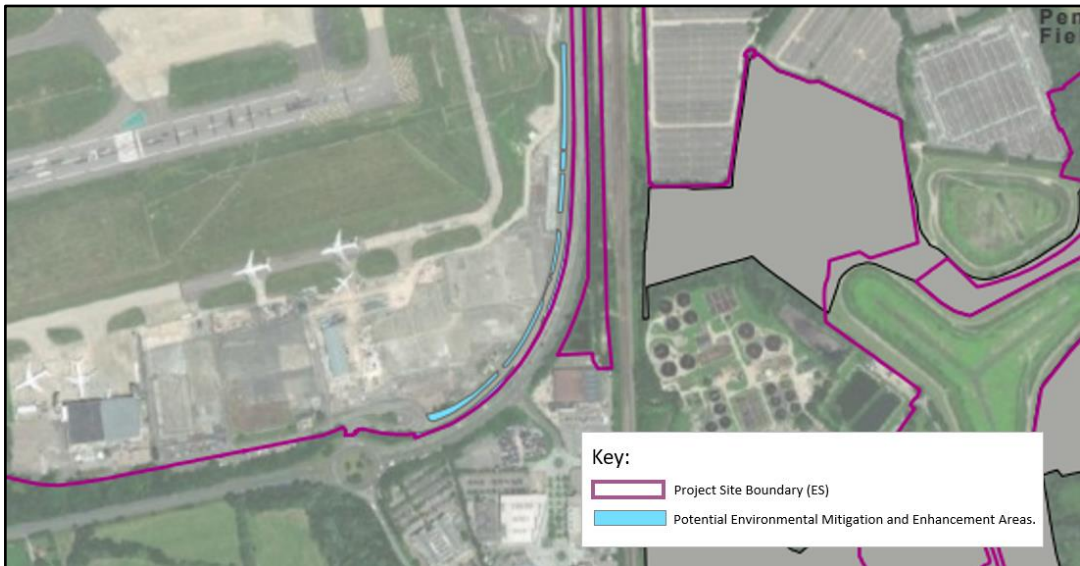 Key:
Project Site Boundary (ES)
Potential Environmental Mitigation and Enhancement Areas.